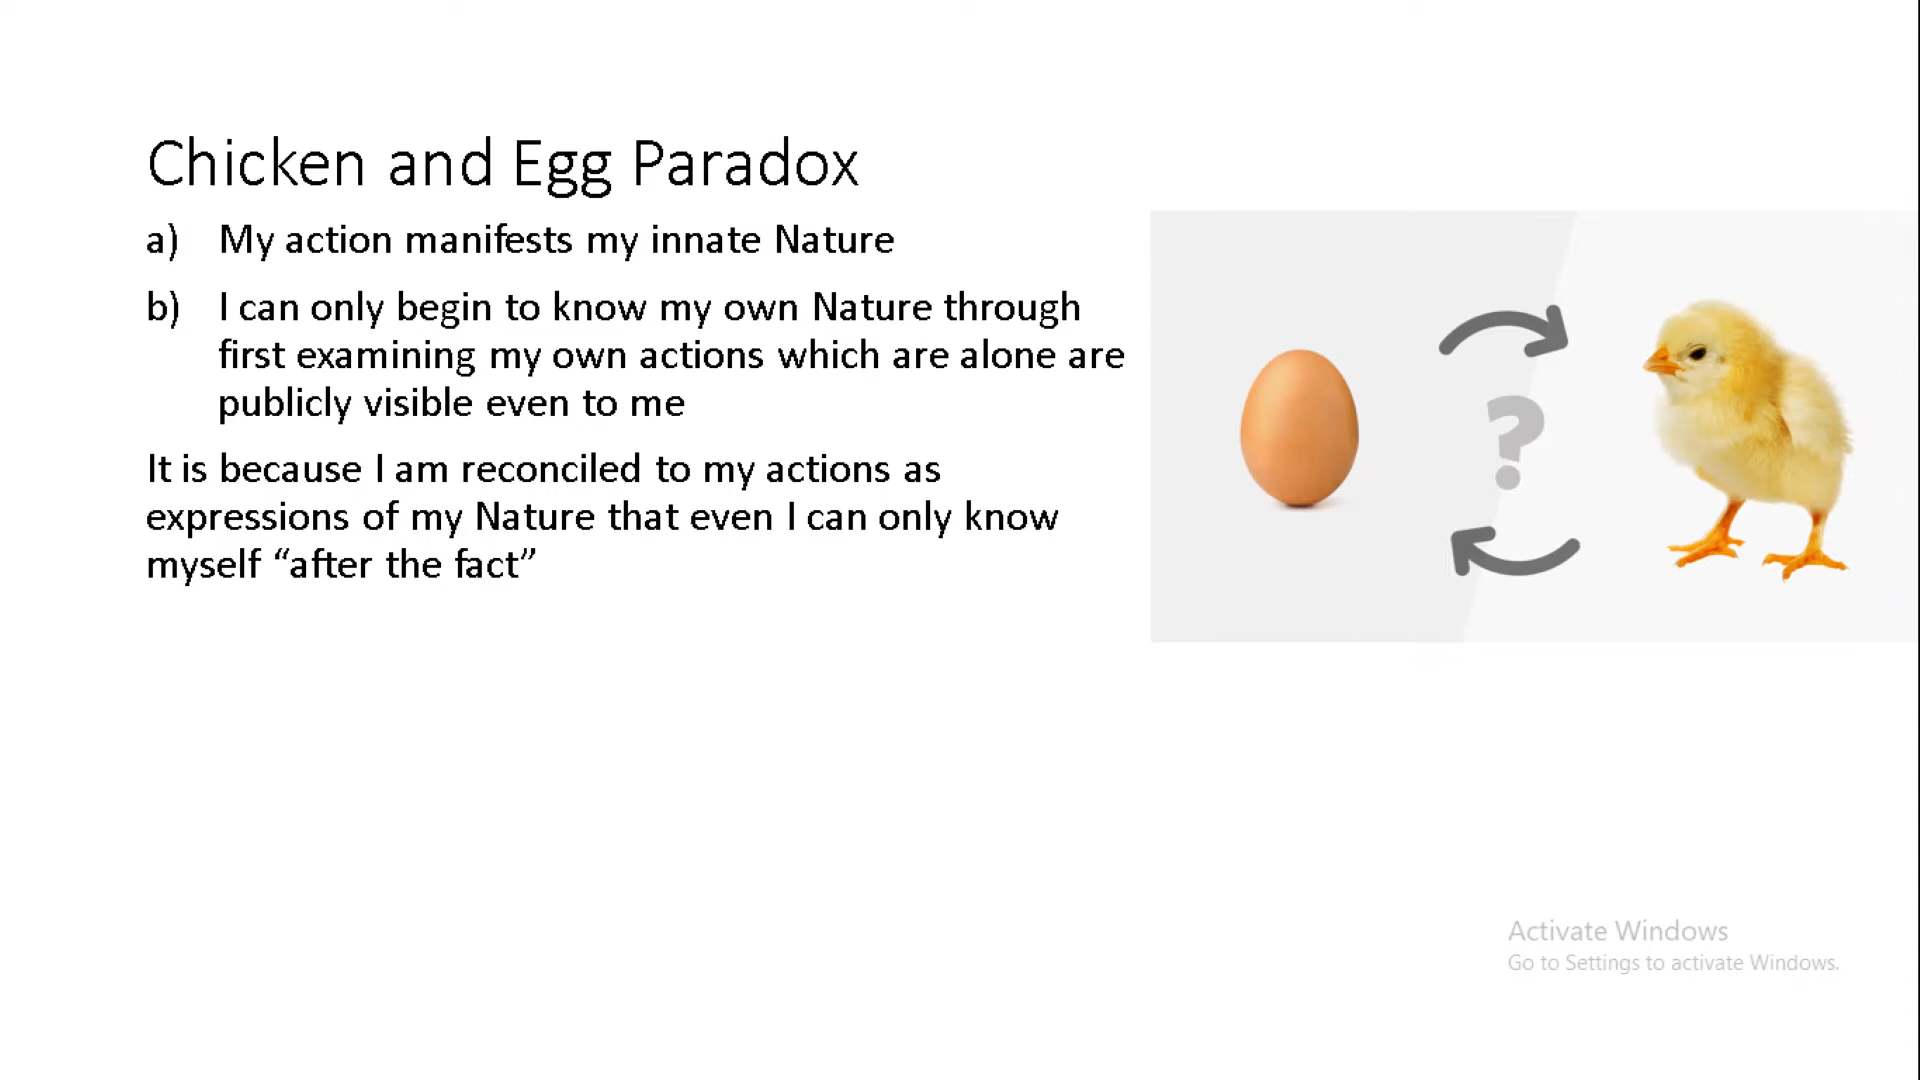 Chicken and Egg Paradox
a) My action manifests my innate Nature
b) I can only begin to know my own Nature through
first examining my own actions which are alone are
publicly visible even to me
It is because I am reconciled to my actions as
expressions of my Nature that even I can only know
myself “after the fact”
?
Activate Windows
Go to Settings to activate Windows.